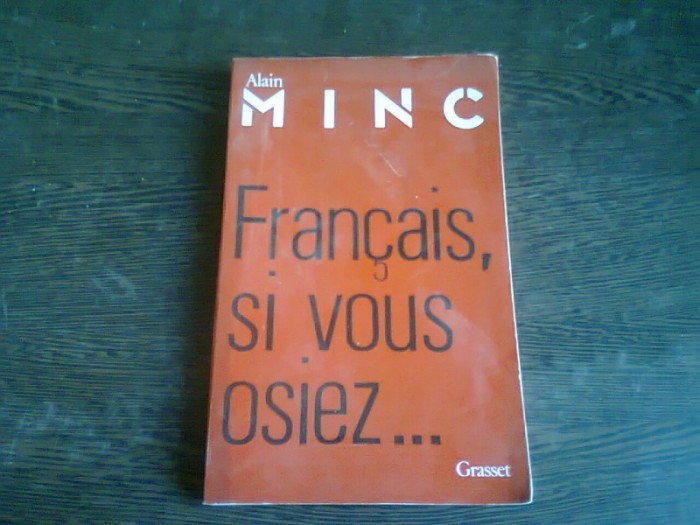 Alain
MINC
Français,
si vous
osiez...
Grasset